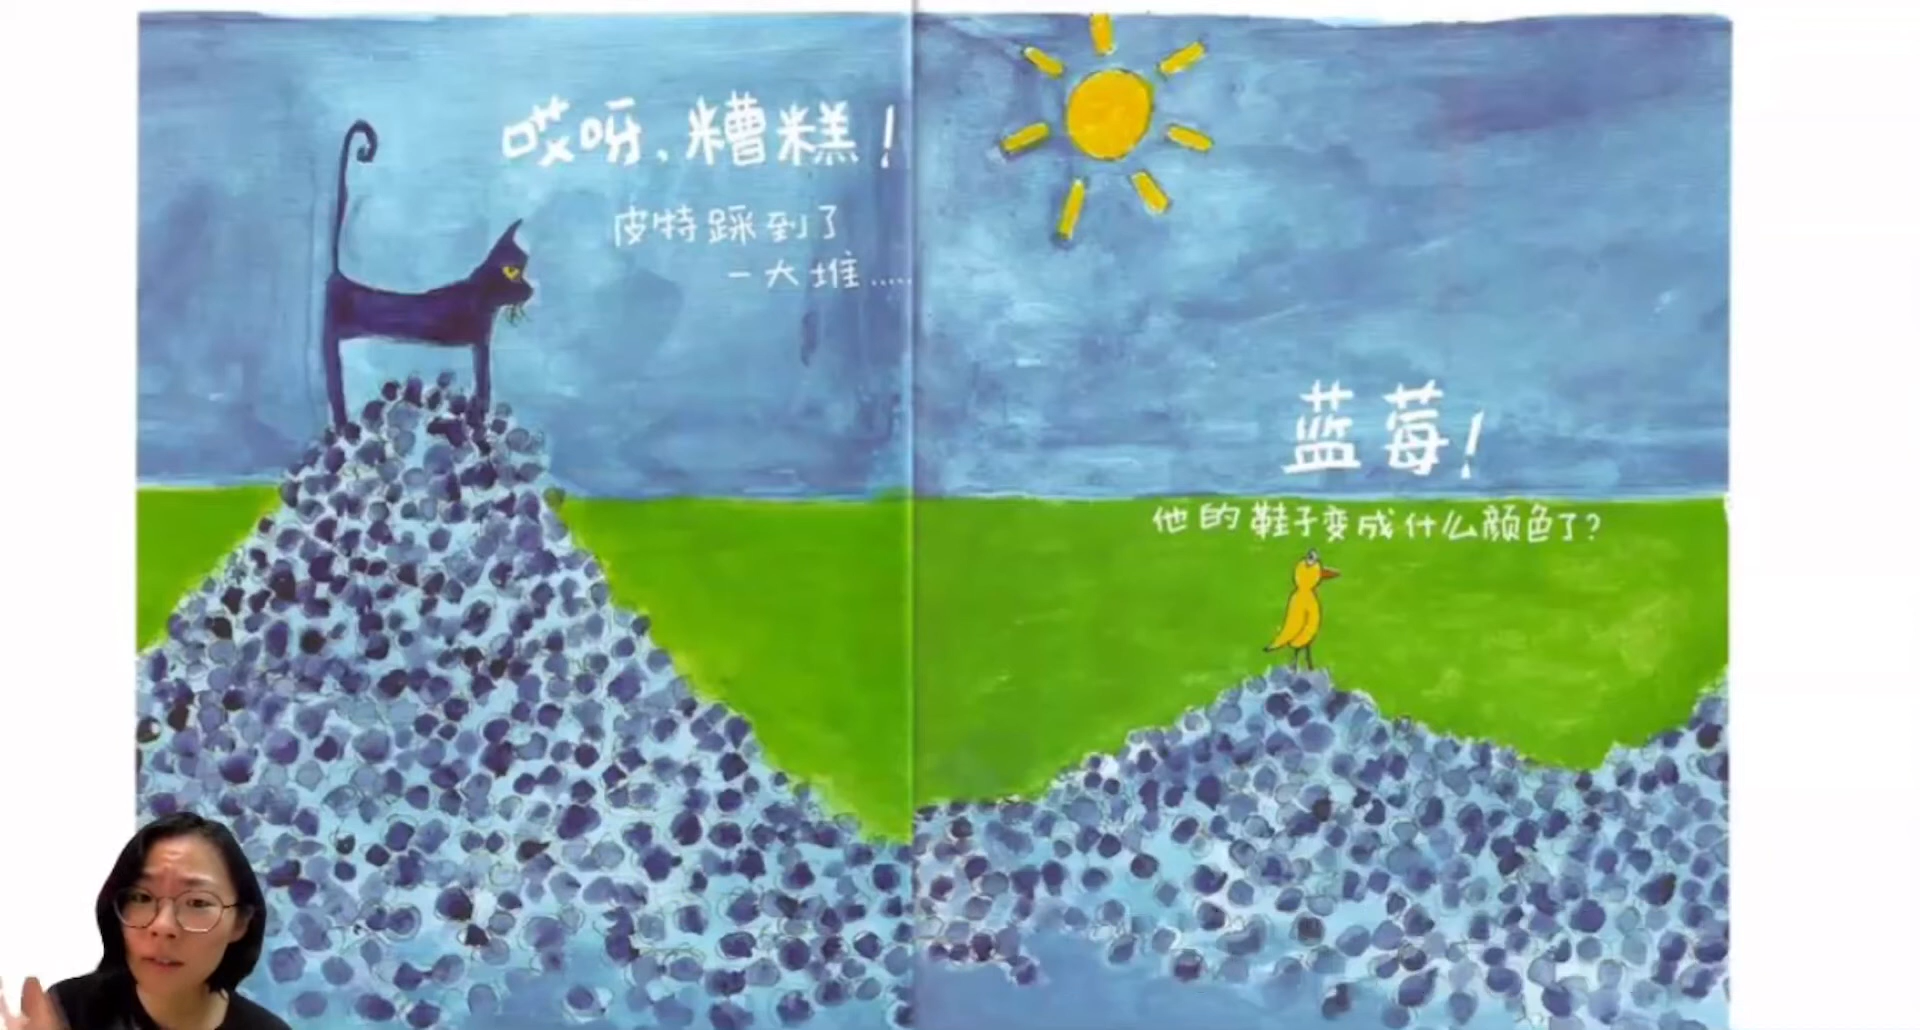 哎呀、糟糕！
皮特踩到了
一大堆……
蓝莓！
他的鞋子变成什么颜色了？